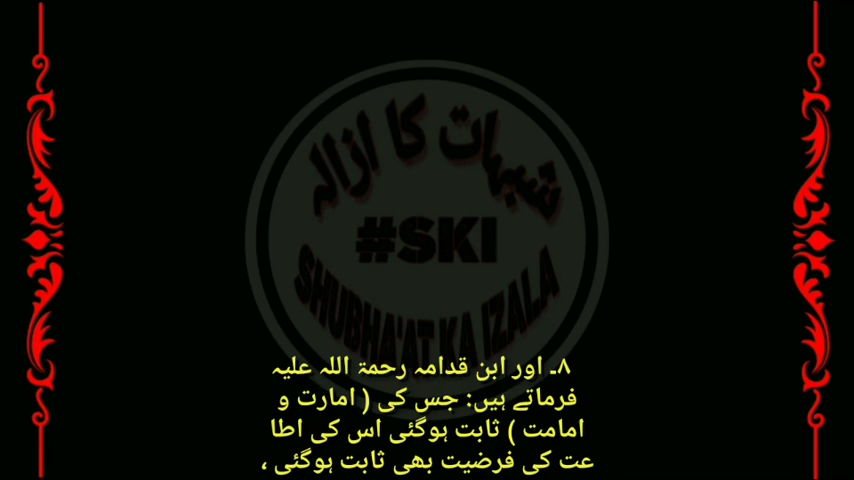 شبہات کا ازالہ
#SKI
SHUBHA'AT KA IZALA
۸۔ اور ابن قدامہ رحمۃ اللہ علیہ
فرماتے ہیں: جس کی ( امارت و
امامت ) ثابت ہوگئی اس کی اطا
عت کی فرضیت بھی ثابت ہوگئی ،